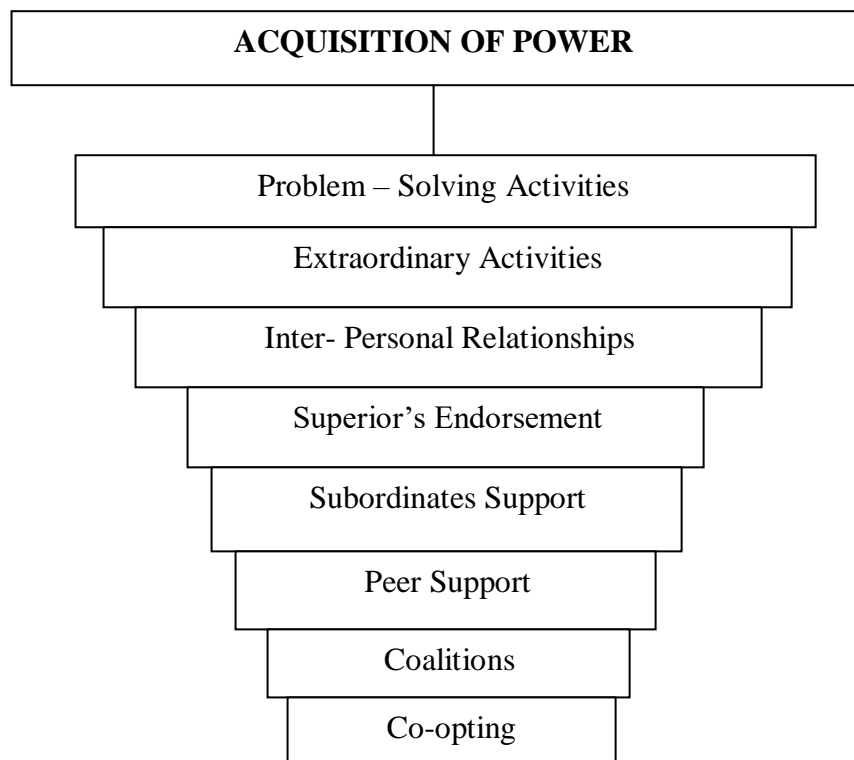 ACQUISITION OF POWER
Problem – Solving Activities
Extraordinary Activities
Inter- Personal Relationships
Superior’s Endorsement
Subordinates Support
Peer Support
Coalitions
Co-opting